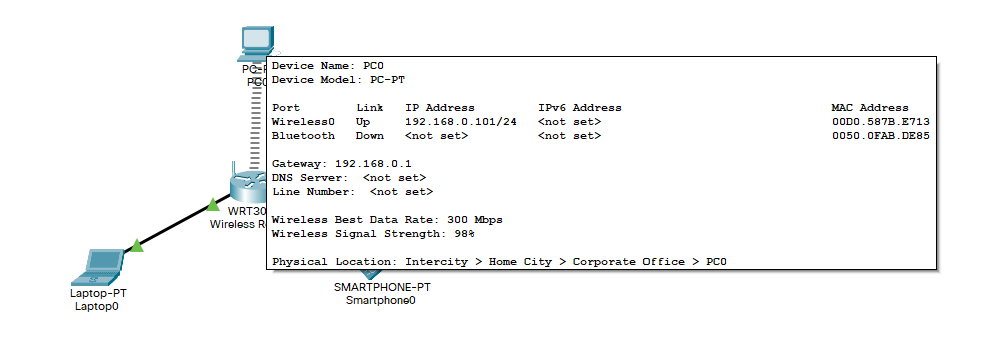 Device Name: PC0
Device Model: PC-PT
Port Link IP Address IPv6 Address MAC Address
Wireless0 Up 192.168.0.101/24 <not set> 00D0.587B.E713
Bluetooth Down <not set> <not set> 0050.0FAB.DE85
Gateway: 192.168.0.1
DNS Server: <not set>
Line Number: <not set>
Wireless Best Data Rate: 300 Mbps
Wireless Signal Strength: 98%
Physical Location: Intercity > Home City > Corporate Office > PC0
WRT30
Wireless R
Laptop-PT
Laptop0
SMARTPHONE-PT
Smartphone0